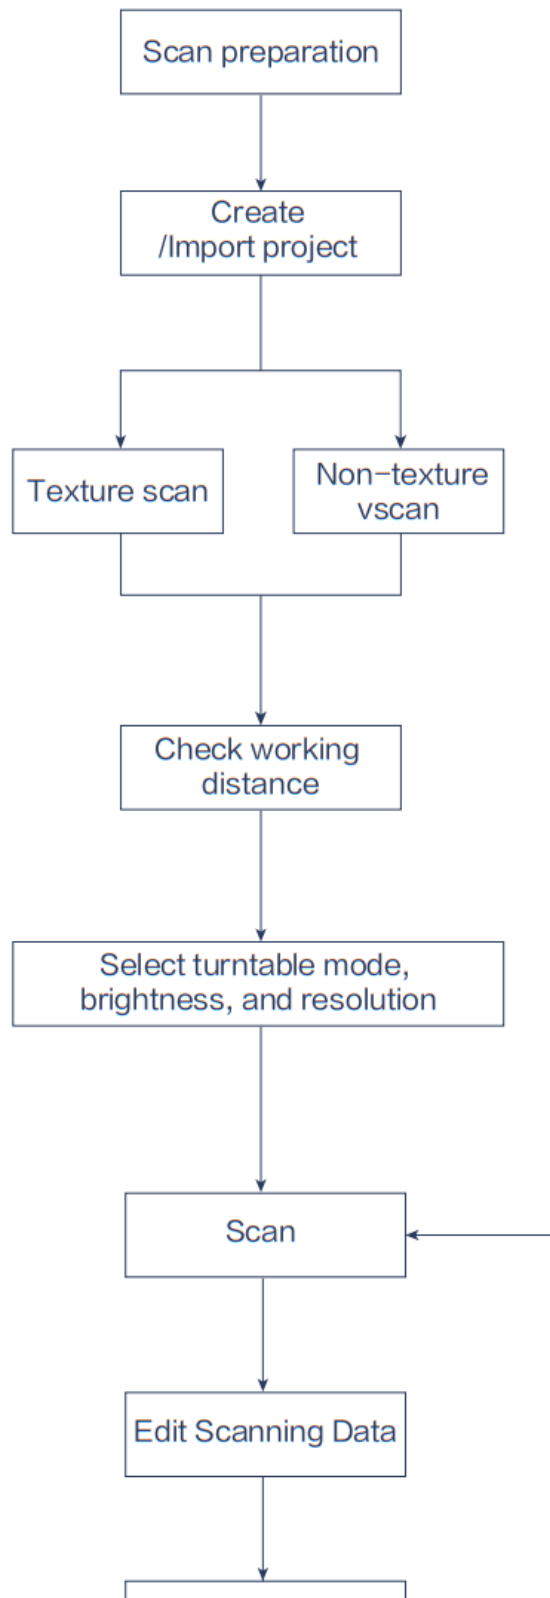 Scan preparation
Create
/Import project
Texture scan
Non-texture
vscan
Check working
distance
Select turntable mode,
brightness, and resolution
Scan
Edit Scanning Data